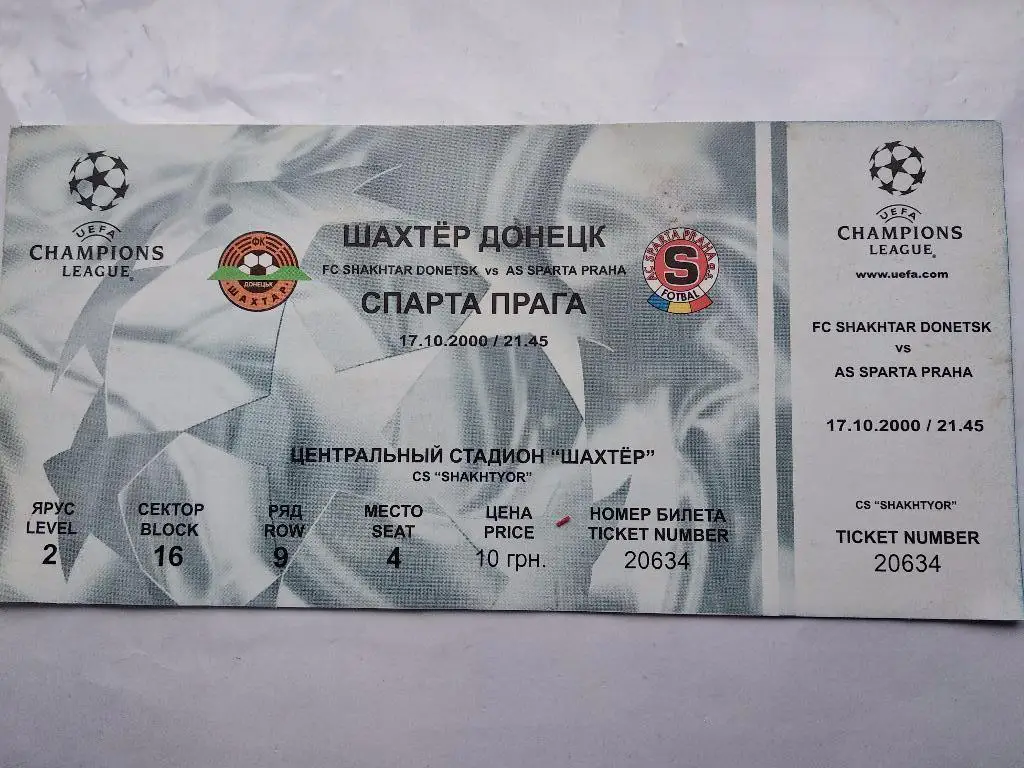 UEFA
CHAMPIONS
LEAGUE®
ФК
ДОНЕЦЬК
ШАХТАР
ШАХТЁР ДОНЕЦК
FC SHAKHTAR DONETSK vs AS SPARTA PRAHA
СПАРТА ПРАГА
17.10.2000 / 21.45
AC SPARTA PRAHA
S
FOTBAL
ЦЕНТРАЛЬНЫЙ СТАДИОН "ШАХТЁР"
CS "SHAKHTYOR"
ЯРУС
LEVEL
2
СЕКТОР
BLOCK
16
РЯД
ROW
9
МЕСТО
SEAT
4
ЦЕНА
PRICE
10 грн.
НОМЕР БИЛЕТА
TICKET NUMBER
20634
UEFA
CHAMPIONS
LEAGUE®
www.uefa.com
FC SHAKHTAR DONETSK
vs
AS SPARTA PRAHA
17.10.2000 / 21.45
CS "SHAKHTYOR"
TICKET NUMBER
20634